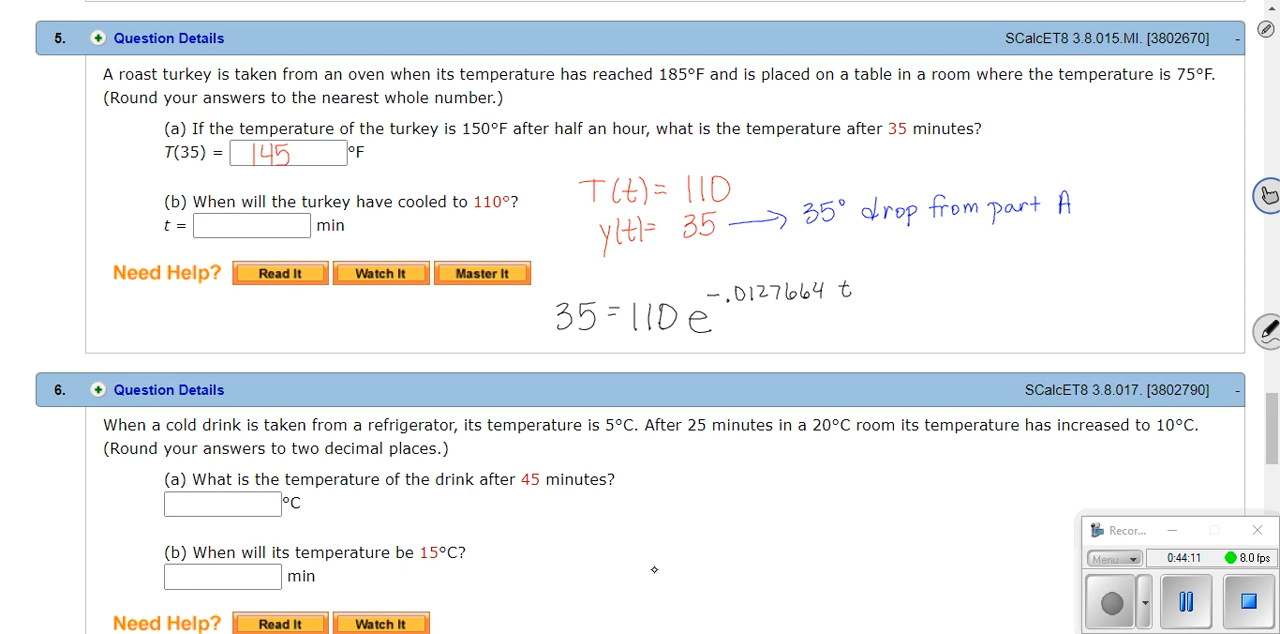 5. Question Details SCalcET8 3.8.015.MI. [3802670] -
A roast turkey is taken from an oven when its temperature has reached 185°F and is placed on a table in a room where the temperature is 75°F.
(Round your answers to the nearest whole number.)
(a) If the temperature of the turkey is 150°F after half an hour, what is the temperature after 35 minutes?
T(35) = 145 °F
T(t) = 110
(b) When will the turkey have cooled to 110°?
y(t) = 35 → 35° drop from part A
t = min
Need Help? Read It Watch It Master It
35 = 110 e^-.0127664 t
6. Question Details SCalcET8 3.8.017. [3802790] -
When a cold drink is taken from a refrigerator, its temperature is 5°C. After 25 minutes in a 20°C room its temperature has increased to 10°C.
(Round your answers to two decimal places.)
(a) What is the temperature of the drink after 45 minutes?
°C
(b) When will its temperature be 15°C?
min
Need Help? Read It Watch It
Recor...
Menu 0:44:11 8.0 fps